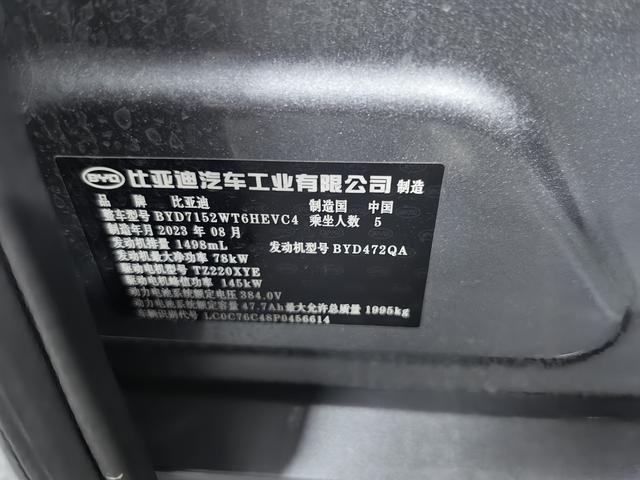 BYD 比亚迪汽车工业有限公司 制造
品 牌 比亚迪 制造国 中国
整车型号 BYD7152WT6HEVC4 乘坐人数 5
制造年月 2023 年 08 月
发动机排量 1498mL 发动机型号 BYD472QA
发动机最大净功率 78kW
驱动电机型号 TZ220XYE
驱动电机峰值功率 145kW
动力电池系统额定电压 384.0V
动力电池系统额定容量 47.7Ah 最大允许总质量 1995kg
车辆识别代号 LC0C76C48P0456614